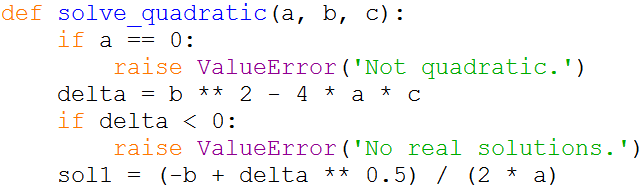 def solve_quadratic(a, b, c):
    if a == 0:
        raise ValueError('Not quadratic.')
    delta = b ** 2 - 4 * a * c
    if delta < 0:
        raise ValueError('No real solutions.')
    sol1 = (-b + delta ** 0.5) / (2 * a)